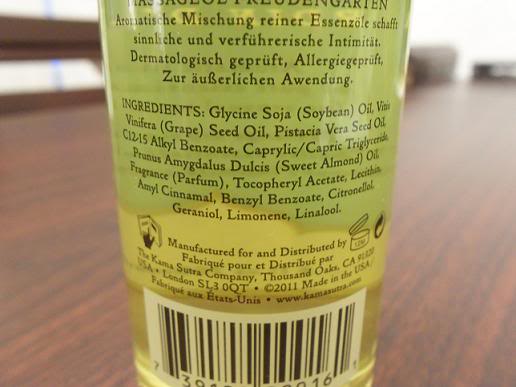 MASSAGEÖL FREUDENGARTEN
Aromatische Mischung reiner Essenzöle schafft
sinnliche und verführerische Intimität.
Dermatologisch geprüft, Allergiegeprüft,
Zur äußerlichen Anwendung.
INGREDIENTS: Glycine Soja (Soybean) Oil, Vitis
Vinifera (Grape) Seed Oil, Pistacia Vera Seed Oil,
C12-15 Alkyl Benzoate, Caprylic/Capric Triglyceride,
Prunus Amygdalus Dulcis (Sweet Almond) Oil,
Fragrance (Parfum), Tocopheryl Acetate, Lecithin,
Amyl Cinnamal, Benzyl Benzoate, Citronellol,
Geraniol, Limonene, Linalool.
Manufactured for and Distributed by
Fabriqué pour et Distribué par
The Kama Sutra Company, Thousand Oaks, CA 91320
USA • London SL3 0QT • ©2011 Made in the USA/
Fabriqué aux États-Unis • www.kamasutra.com